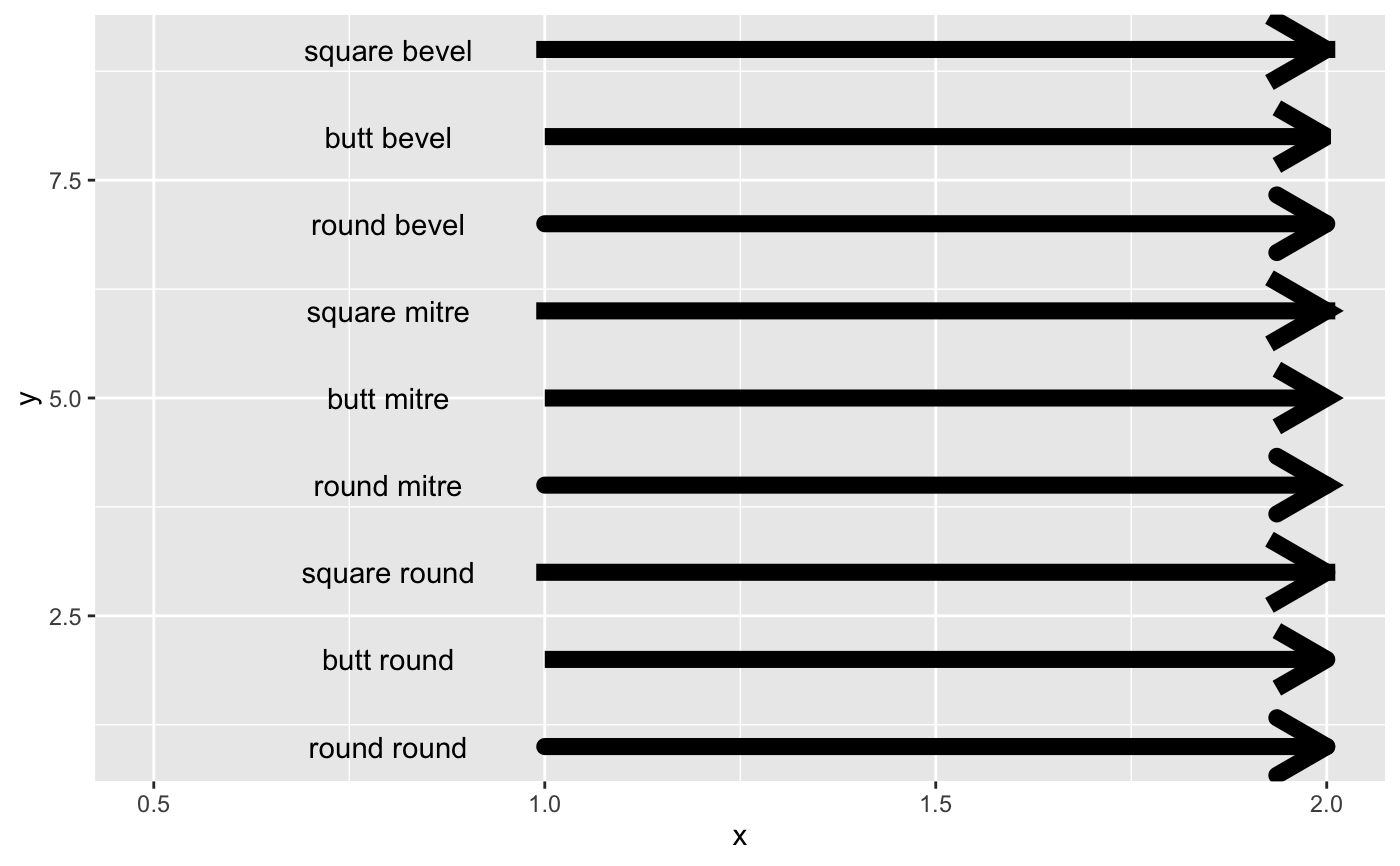 square bevel
butt bevel
7.5
round bevel
square mitre
y
5.0
butt mitre
round mitre
square round
2.5
butt round
round round
0.5
1.0
1.5
2.0
x